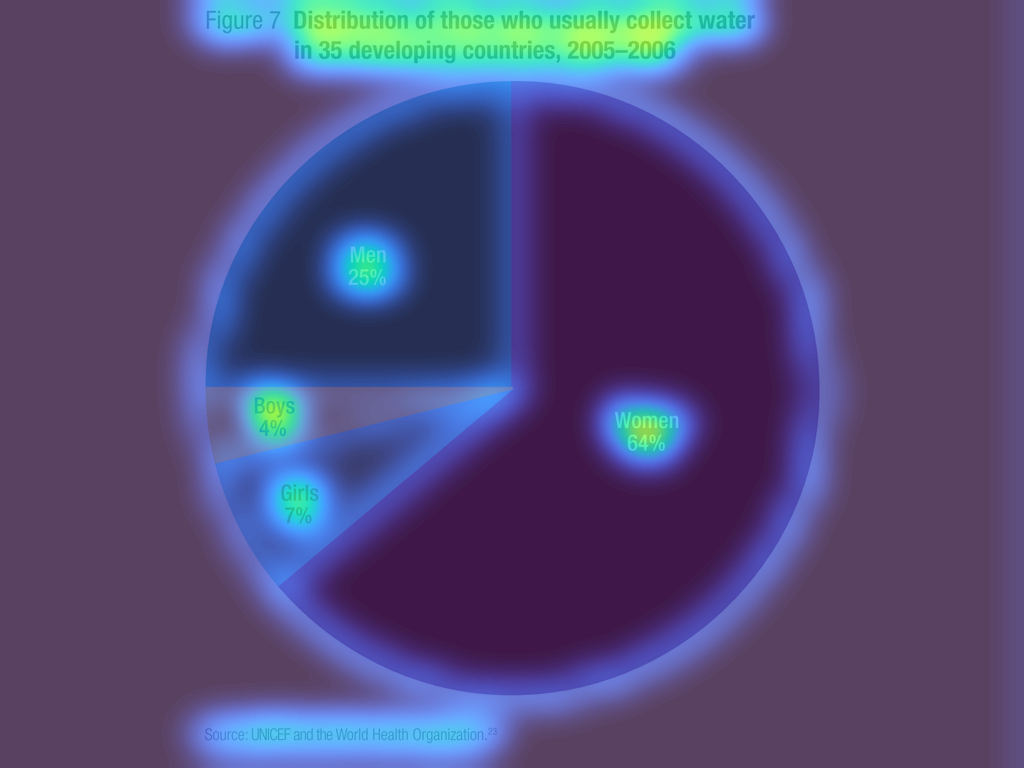 Figure 7 Distribution of those who usually collect water
in 35 developing countries, 2005–2006
Men
25%
Boys
4%
Women
64%
Girls
7%
Source: UNICEF and the World Health Organization.23